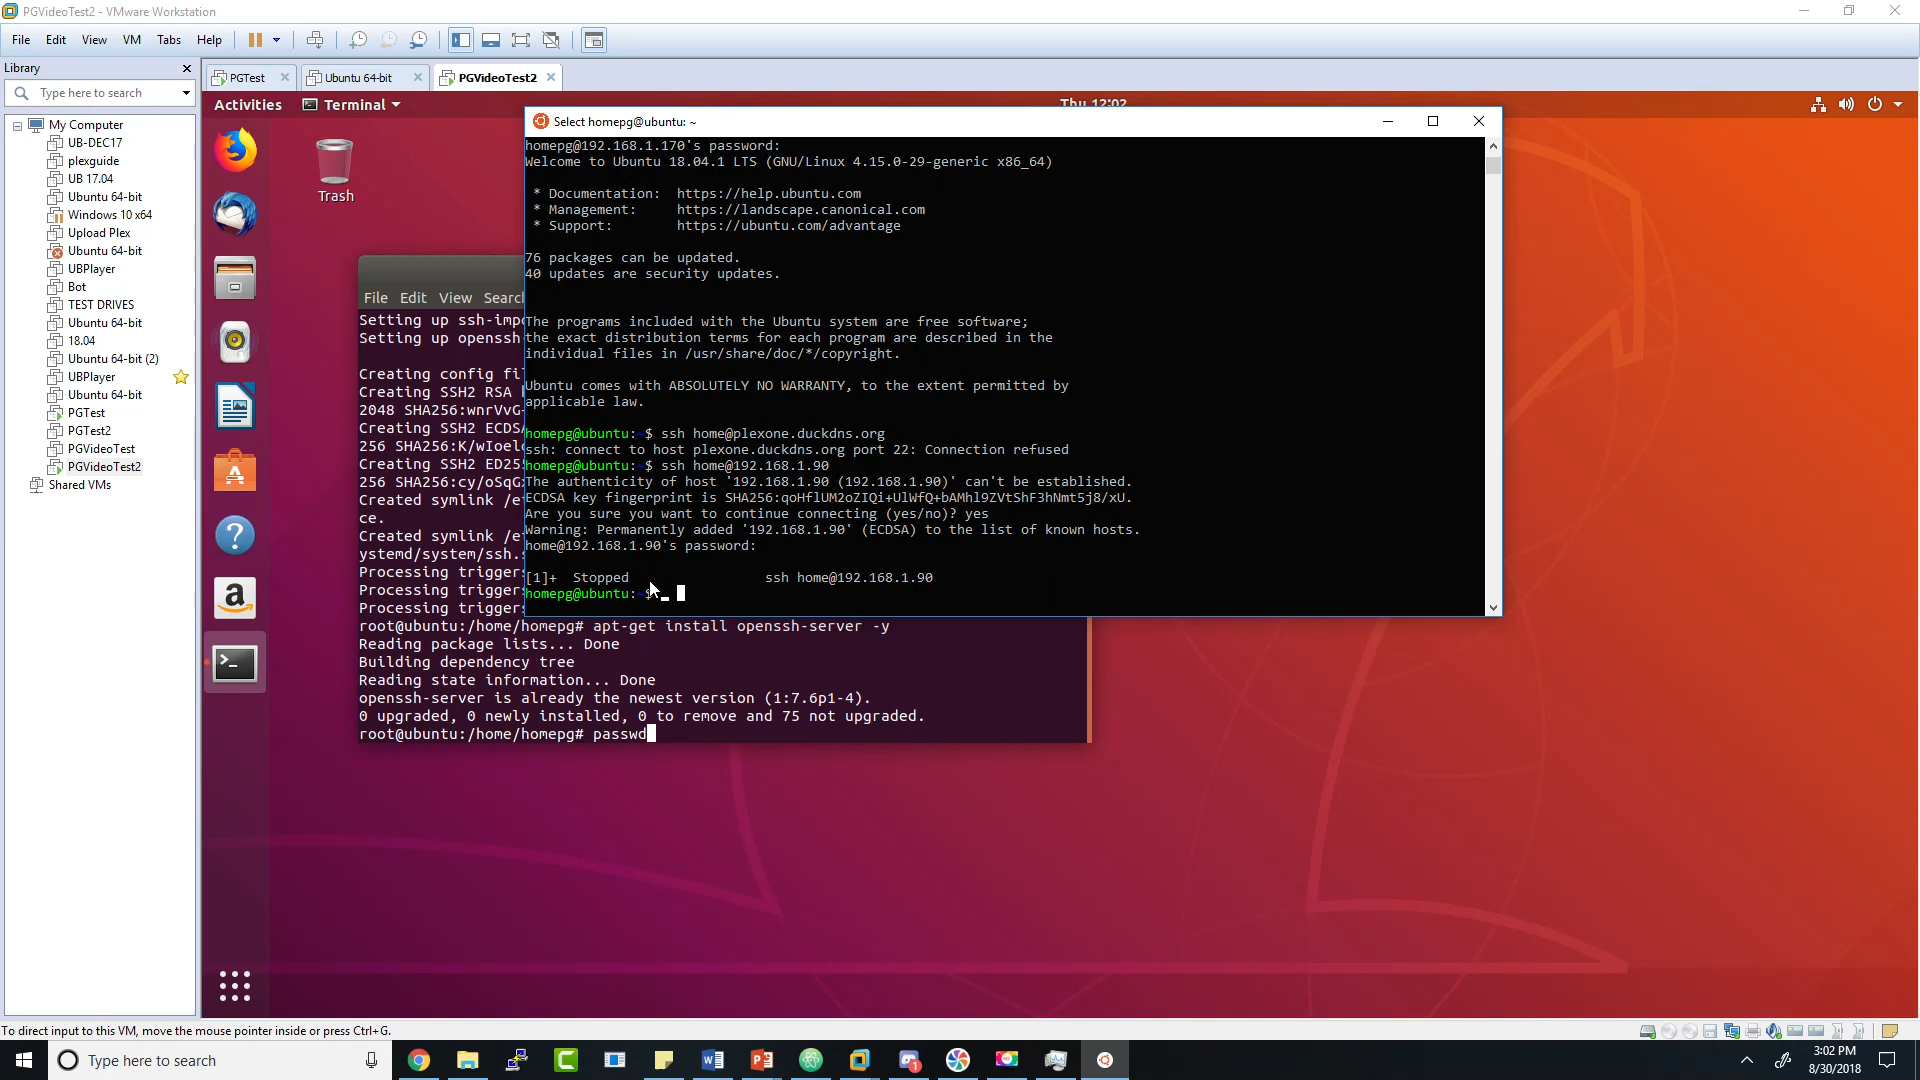 PGVideoTest2 - VMware Workstation
File Edit View VM Tabs Help
Library
Type here to search
My Computer
UB-DEC17
plexguide
UB 17.04
Ubuntu 64-bit
Windows 10 x64
Upload Plex
Ubuntu 64-bit
UBPlayer
Bot
TEST DRIVES
Ubuntu 64-bit
18.04
Ubuntu 64-bit (2)
UBPlayer
Ubuntu 64-bit
PGTest
PGTest2
PGVideoTest
PGVideoTest2
Shared VMs
PGTest
Ubuntu 64-bit
PGVideoTest2
Activities
Terminal
Thu 12:02
Trash
Select homepg@ubuntu: ~
homepg@192.168.1.170's password:
Welcome to Ubuntu 18.04.1 LTS (GNU/Linux 4.15.0-29-generic x86_64)
* Documentation: https://help.ubuntu.com
* Management: https://landscape.canonical.com
* Support: https://ubuntu.com/advantage
76 packages can be updated.
40 updates are security updates.
The programs included with the Ubuntu system are free software;
the exact distribution terms for each program are described in the
individual files in /usr/share/doc/*/copyright.
Ubuntu comes with ABSOLUTELY NO WARRANTY, to the extent permitted by
applicable law.
homepg@ubuntu:~$ ssh home@plexone.duckdns.org
ssh: connect to host plexone.duckdns.org port 22: Connection refused
homepg@ubuntu:~$ ssh home@192.168.1.90
The authenticity of host '192.168.1.90 (192.168.1.90)' can't be established.
ECDSA key fingerprint is SHA256:qoHflUM2oZIQi+UlWfQ+bAMhl9ZVtShF3hNmt5j8/xU.
Are you sure you want to continue connecting (yes/no)? yes
Warning: Permanently added '192.168.1.90' (ECDSA) to the list of known hosts.
home@192.168.1.90's password:
[1]+ Stopped ssh home@192.168.1.90
homepg@ubuntu:~$
File Edit View Searc
Setting up ssh-impo
Setting up openssh-
Creating config fil
Creating SSH2 RSA
2048 SHA256:wnrVvG
Creating SSH2 ECDSA
256 SHA256:K/wIoel
Creating SSH2 ED255
256 SHA256:cy/oSqG
Created symlink /e
ce.
Created symlink /e
ystemd/system/ssh.s
Processing triggers
Processing triggers
Processing triggers
root@ubuntu:/home/homepg# apt-get install openssh-server -y
Reading package lists... Done
Building dependency tree
Reading state information... Done
openssh-server is already the newest version (1:7.6p1-4).
0 upgraded, 0 newly installed, 0 to remove and 75 not upgraded.
root@ubuntu:/home/homepg# passwd
To direct input to this VM, move the mouse pointer inside or press Ctrl+G.
Type here to search
3:02 PM
8/30/2018